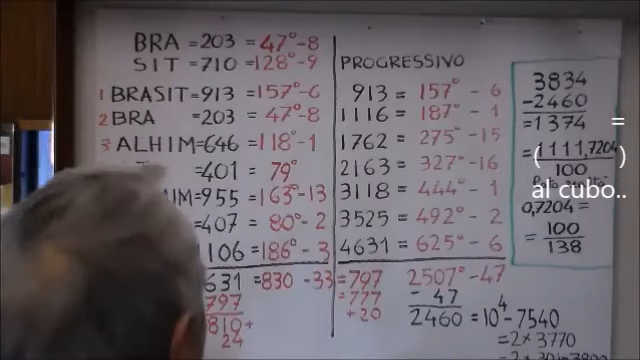 BRA = 203 = 47° - 8
SIT = 710 = 128° - 9
1 BRASIT = 913 = 157° - 6
2 BRA = 203 = 47° - 8
3 ALHIM = 646 = 118° - 1
= 401 = 79°
IM = 955 = 163° - 13
= 407 = 80° - 2
1106 = 186° - 3
631 = 830 - 33 = 797
797 = 777
810 + + 20
24
PROGRESSIVO
913 = 157° - 6
1116 = 187° - 1
1762 = 275° - 15
2163 = 327° - 16
3118 = 444° - 1
3525 = 492° - 2
4631 = 625° - 6
2507° - 47
- 47
2460 = 10⁴ - 7540
= 2 x 3770
3834
- 2460
= 1374 =
= (1111,7204)
100
al cubo..
0,7204 =
= 100
138